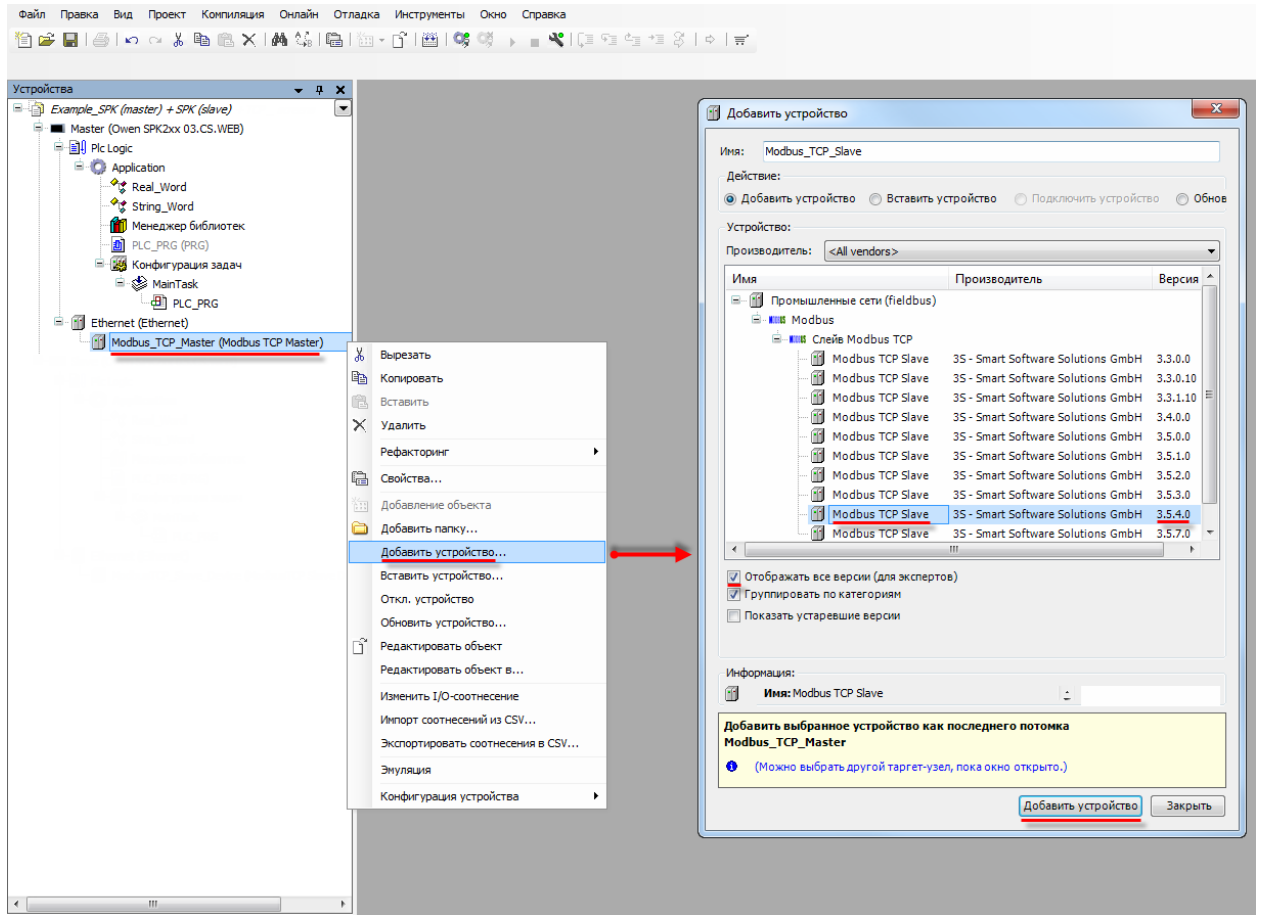 Файл Правка Вид Проект Компиляция Онлайн Отладка Инструменты Окно Справка
Устройства
Example_SPK (master) + SPK (slave)
Master (Owen SPK2xx 03.CS.WEB)
Plc Logic
Application
Real_Word
String_Word
Менеджер библиотек
PLC_PRG (PRG)
Конфигурация задач
MainTask
PLC_PRG
Ethernet (Ethernet)
Modbus_TCP_Master (Modbus TCP Master)
Вырезать
Копировать
Вставить
Удалить
Рефакторинг
Свойства...
Добавление объекта
Добавить папку...
Добавить устройство...
Вставить устройство...
Откл. устройство
Обновить устройство...
Редактировать объект
Редактировать объект в...
Изменить I/O-соотнесение
Импорт соотнесений из CSV...
Экспортировать соотнесения в CSV...
Эмуляция
Конфигурация устройства
Добавить устройство
Имя: Modbus_TCP_Slave
Действие:
Добавить устройство Вставить устройство Подключить устройство Обнов
Устройство:
Производитель: <All vendors>
Имя Производитель Версия
Промышленные сети (fieldbus)
Modbus
Слейв Modbus TCP
Modbus TCP Slave 3S - Smart Software Solutions GmbH 3.3.0.0
Modbus TCP Slave 3S - Smart Software Solutions GmbH 3.3.0.10
Modbus TCP Slave 3S - Smart Software Solutions GmbH 3.3.1.10
Modbus TCP Slave 3S - Smart Software Solutions GmbH 3.4.0.0
Modbus TCP Slave 3S - Smart Software Solutions GmbH 3.5.0.0
Modbus TCP Slave 3S - Smart Software Solutions GmbH 3.5.1.0
Modbus TCP Slave 3S - Smart Software Solutions GmbH 3.5.2.0
Modbus TCP Slave 3S - Smart Software Solutions GmbH 3.5.3.0
Modbus TCP Slave 3S - Smart Software Solutions GmbH 3.5.4.0
Modbus TCP Slave 3S - Smart Software Solutions GmbH 3.5.7.0
Отображать все версии (для экспертов)
Группировать по категориям
Показать устаревшие версии
Информация:
Имя: Modbus TCP Slave
Добавить выбранное устройство как последнего потомка
Modbus_TCP_Master
(Можно выбрать другой таргет-узел, пока окно открыто.)
Добавить устройство Закрыть